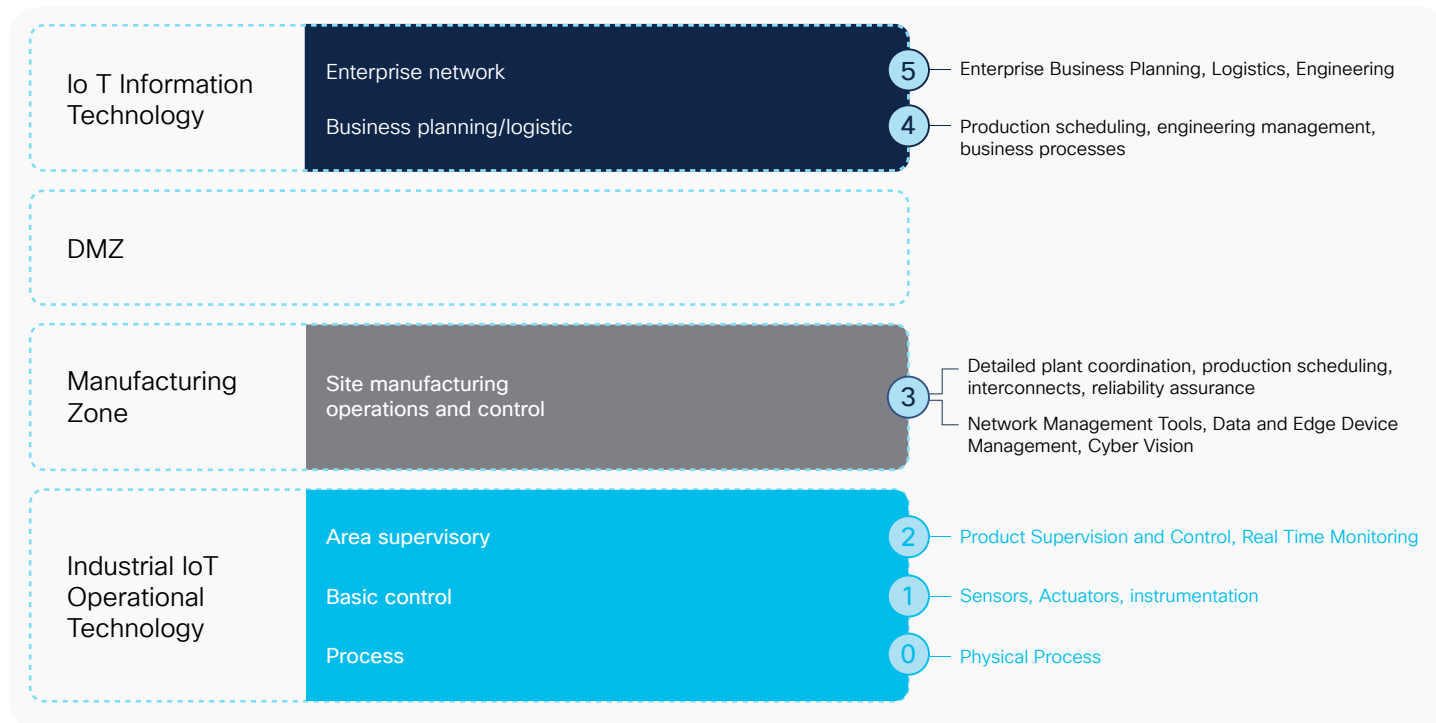 Io T Information
Technology
Enterprise network
5
Enterprise Business Planning, Logistics, Engineering
Business planning/logistic
4
Production scheduling, engineering management,
business processes
DMZ
Manufacturing
Zone
Site manufacturing
operations and control
3
Detailed plant coordination, production scheduling,
interconnects, reliability assurance
Network Management Tools, Data and Edge Device
Management, Cyber Vision
Industrial IoT
Operational
Technology
Area supervisory
2
Product Supervision and Control, Real Time Monitoring
Basic control
1
Sensors, Actuators, instrumentation
Process
0
Physical Process